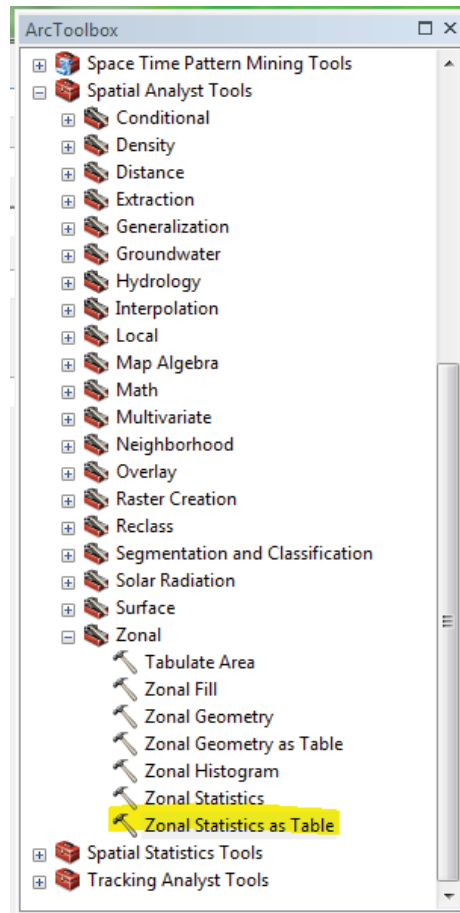 ArcToolbox
Space Time Pattern Mining Tools
Spatial Analyst Tools
Conditional
Density
Distance
Extraction
Generalization
Groundwater
Hydrology
Interpolation
Local
Map Algebra
Math
Multivariate
Neighborhood
Overlay
Raster Creation
Reclass
Segmentation and Classification
Solar Radiation
Surface
Zonal
Tabulate Area
Zonal Fill
Zonal Geometry
Zonal Geometry as Table
Zonal Histogram
Zonal Statistics
Zonal Statistics as Table
Spatial Statistics Tools
Tracking Analyst Tools